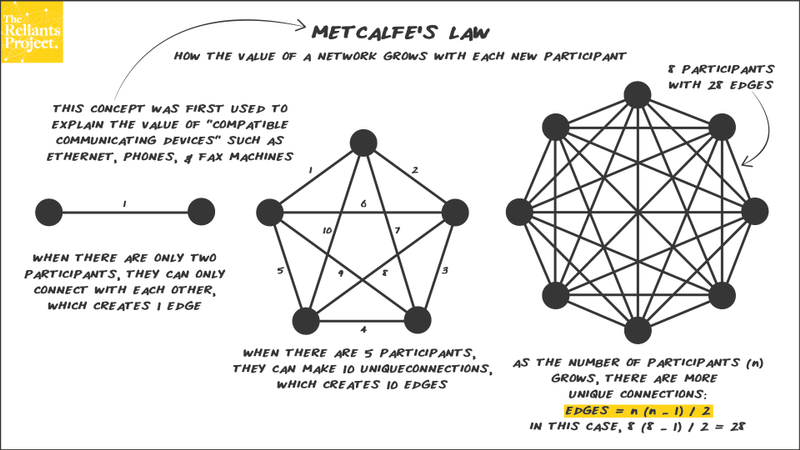 The
Reliants
Project.
METCALFE'S LAW
HOW THE VALUE OF A NETWORK GROWS WITH EACH NEW PARTICIPANT
THIS CONCEPT WAS FIRST USED TO
EXPLAIN THE VALUE OF "COMPATIBLE
COMMUNICATING DEVICES" SUCH AS
ETHERNET, PHONES, & FAX MACHINES
1
WHEN THERE ARE ONLY TWO
PARTICIPANTS, THEY CAN ONLY
CONNECT WITH EACH OTHER,
WHICH CREATES 1 EDGE
1
2
6
10
7
5
9
8
3
4
WHEN THERE ARE 5 PARTICIPANTS,
THEY CAN MAKE 10 UNIQUECONNECTIONS,
WHICH CREATES 10 EDGES
8 PARTICIPANTS
WITH 28 EDGES
AS THE NUMBER OF PARTICIPANTS (n)
GROWS, THERE ARE MORE
UNIQUE CONNECTIONS:
EDGES = n (n - 1) / 2
IN THIS CASE, 8 (8 - 1) / 2 = 28